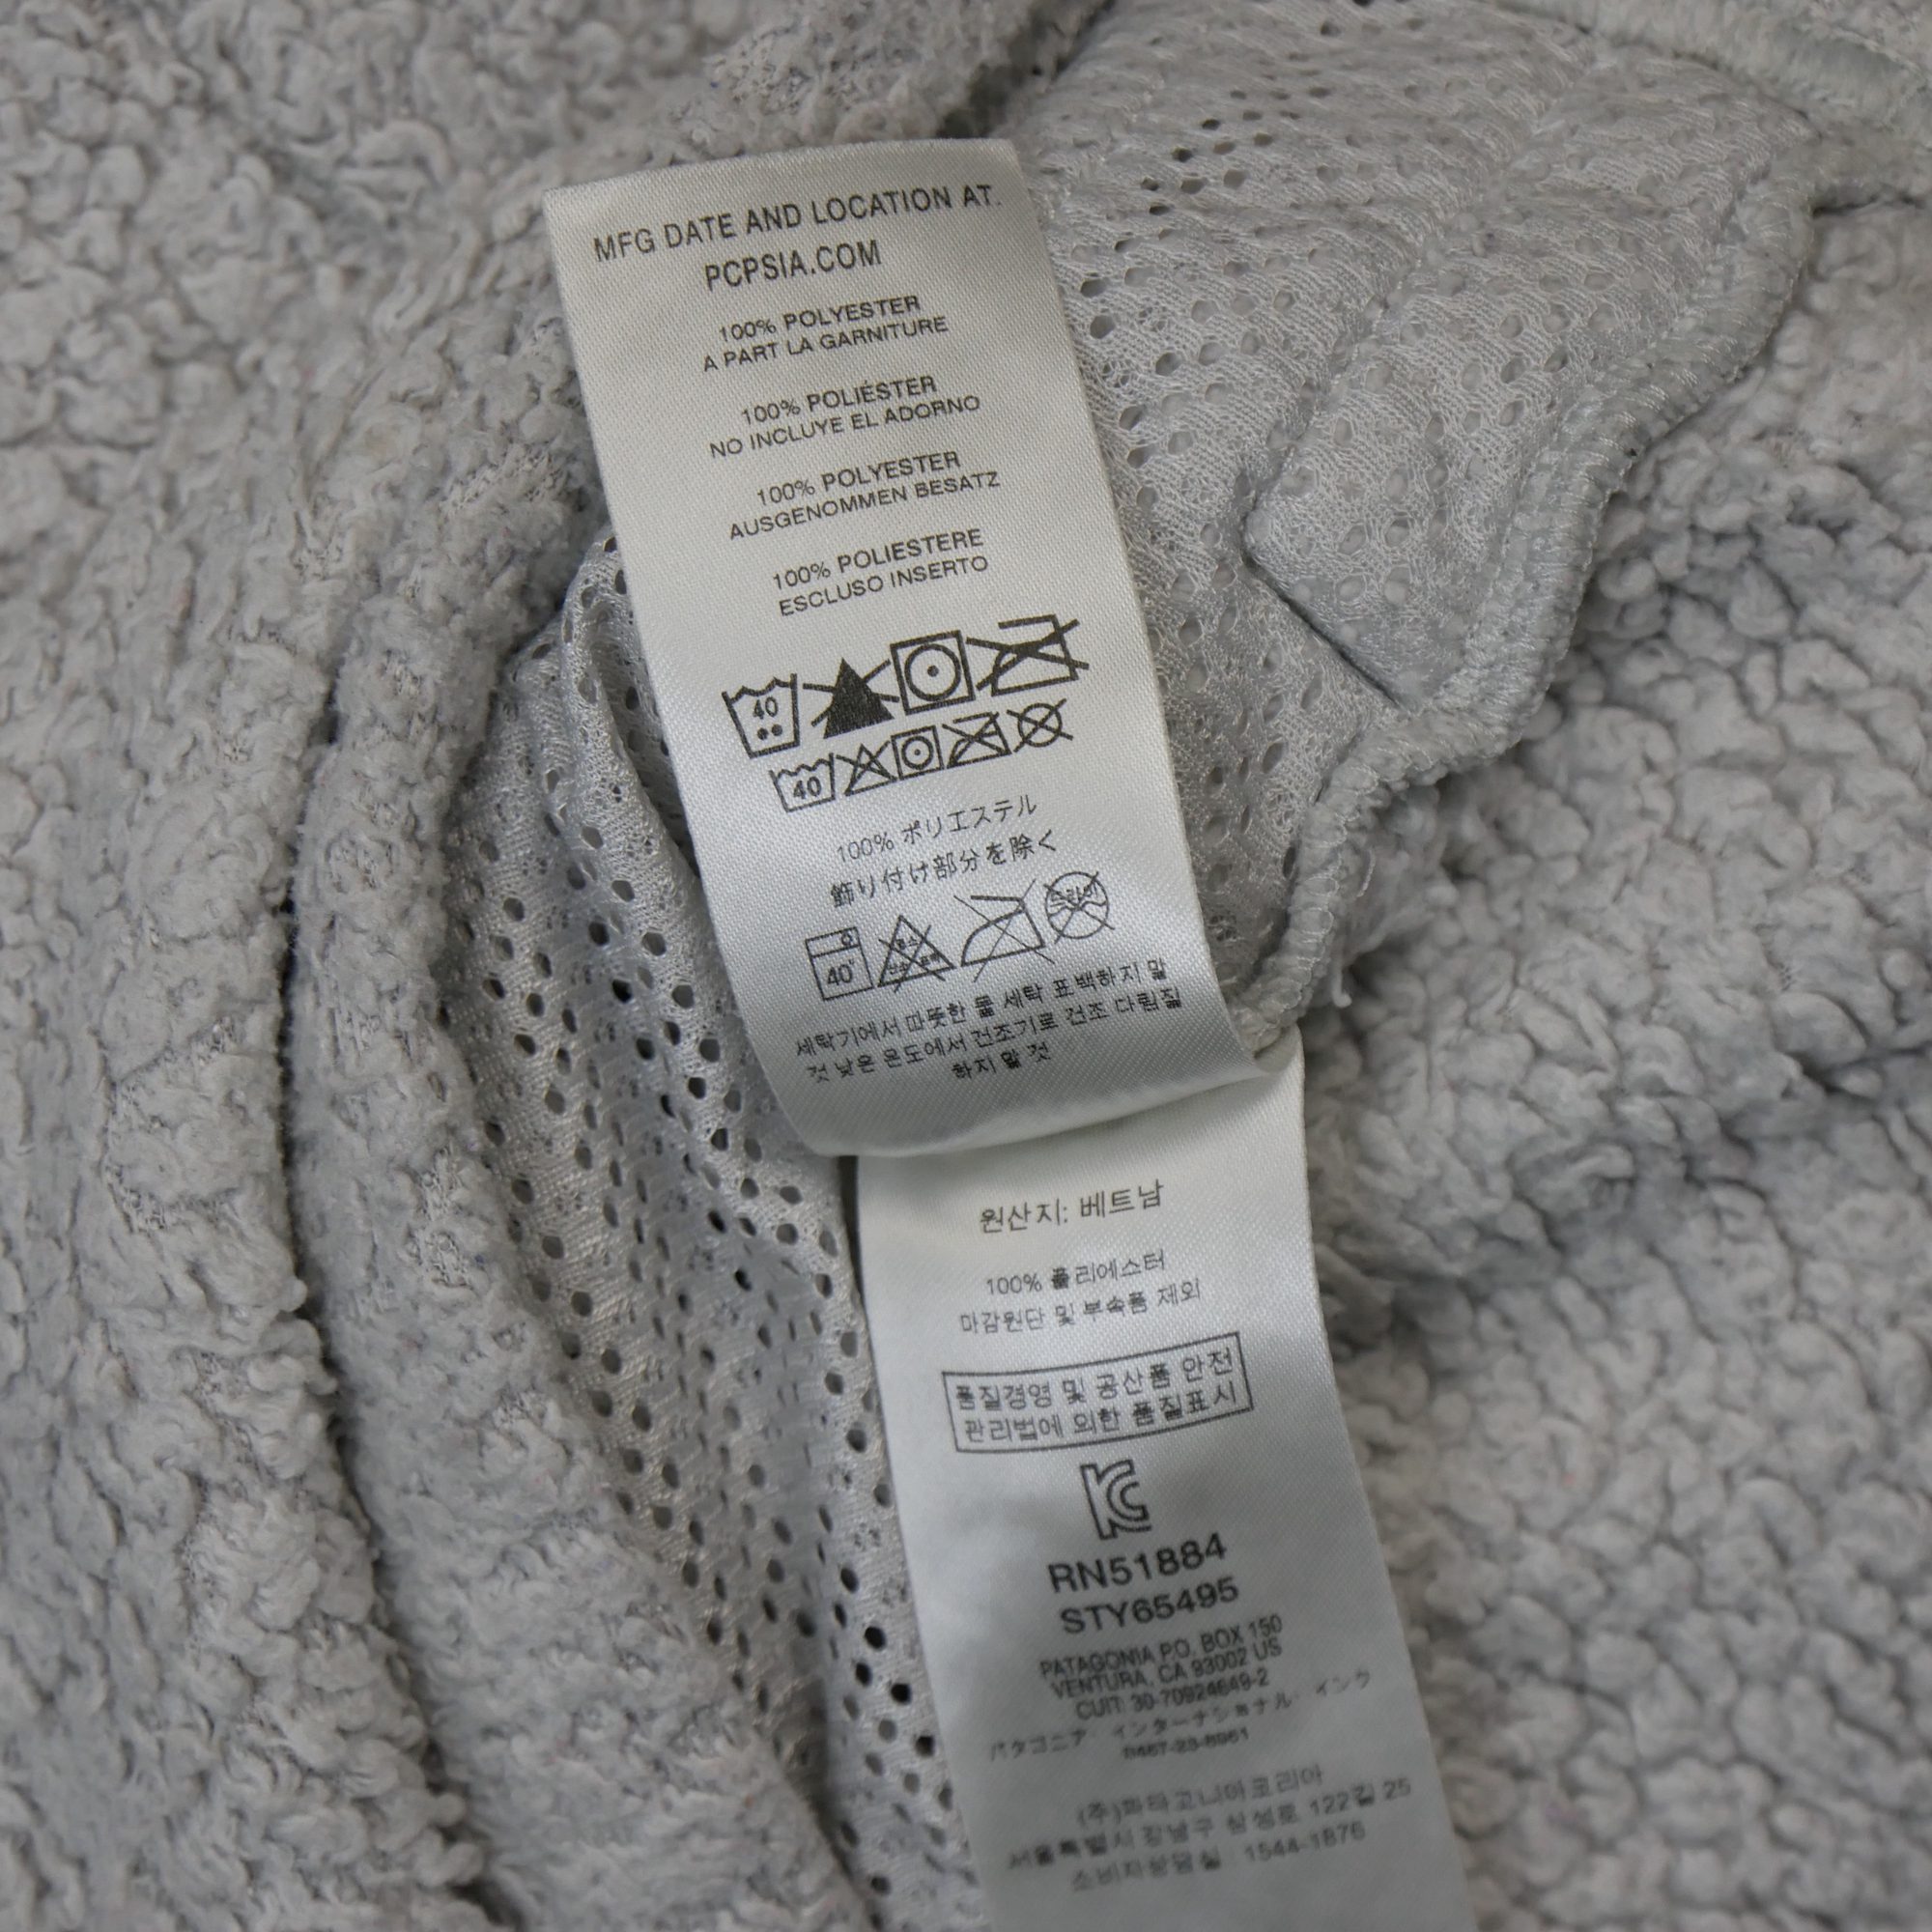 MFG DATE AND LOCATION AT.
PCPSIA.COM
100% POLYESTER
A PART LA GARNITURE
100% POLIÉSTER
NO INCLUYE EL ADORNO
100% POLYESTER
AUSGENOMMEN BESATZ
100% POLIESTERE
ESCLUSO INSERTO
40
40
100% ポリエステル
飾り付け部分を除く
40°
세탁기에서 따뜻한 물 세탁 표백하지 말
것 낮은 온도에서 건조기로 건조 다림질
하지 말 것
원산지: 베트남
100% 폴리에스터
마감원단 및 부속품 제외
품질경영 및 공산품 안전
관리법에 의한 품질표시
RN51884
STY65495
PATAGONIA P.O. BOX 150
VENTURA, CA 93002 US
CUIT: 30-70924649-2
パタゴニア・インターナショナル・インク
0467-23-8961
(주)파타고니아코리아
서울특별시 강남구 삼성로 122길 25
소비자상담실 : 1544-1876